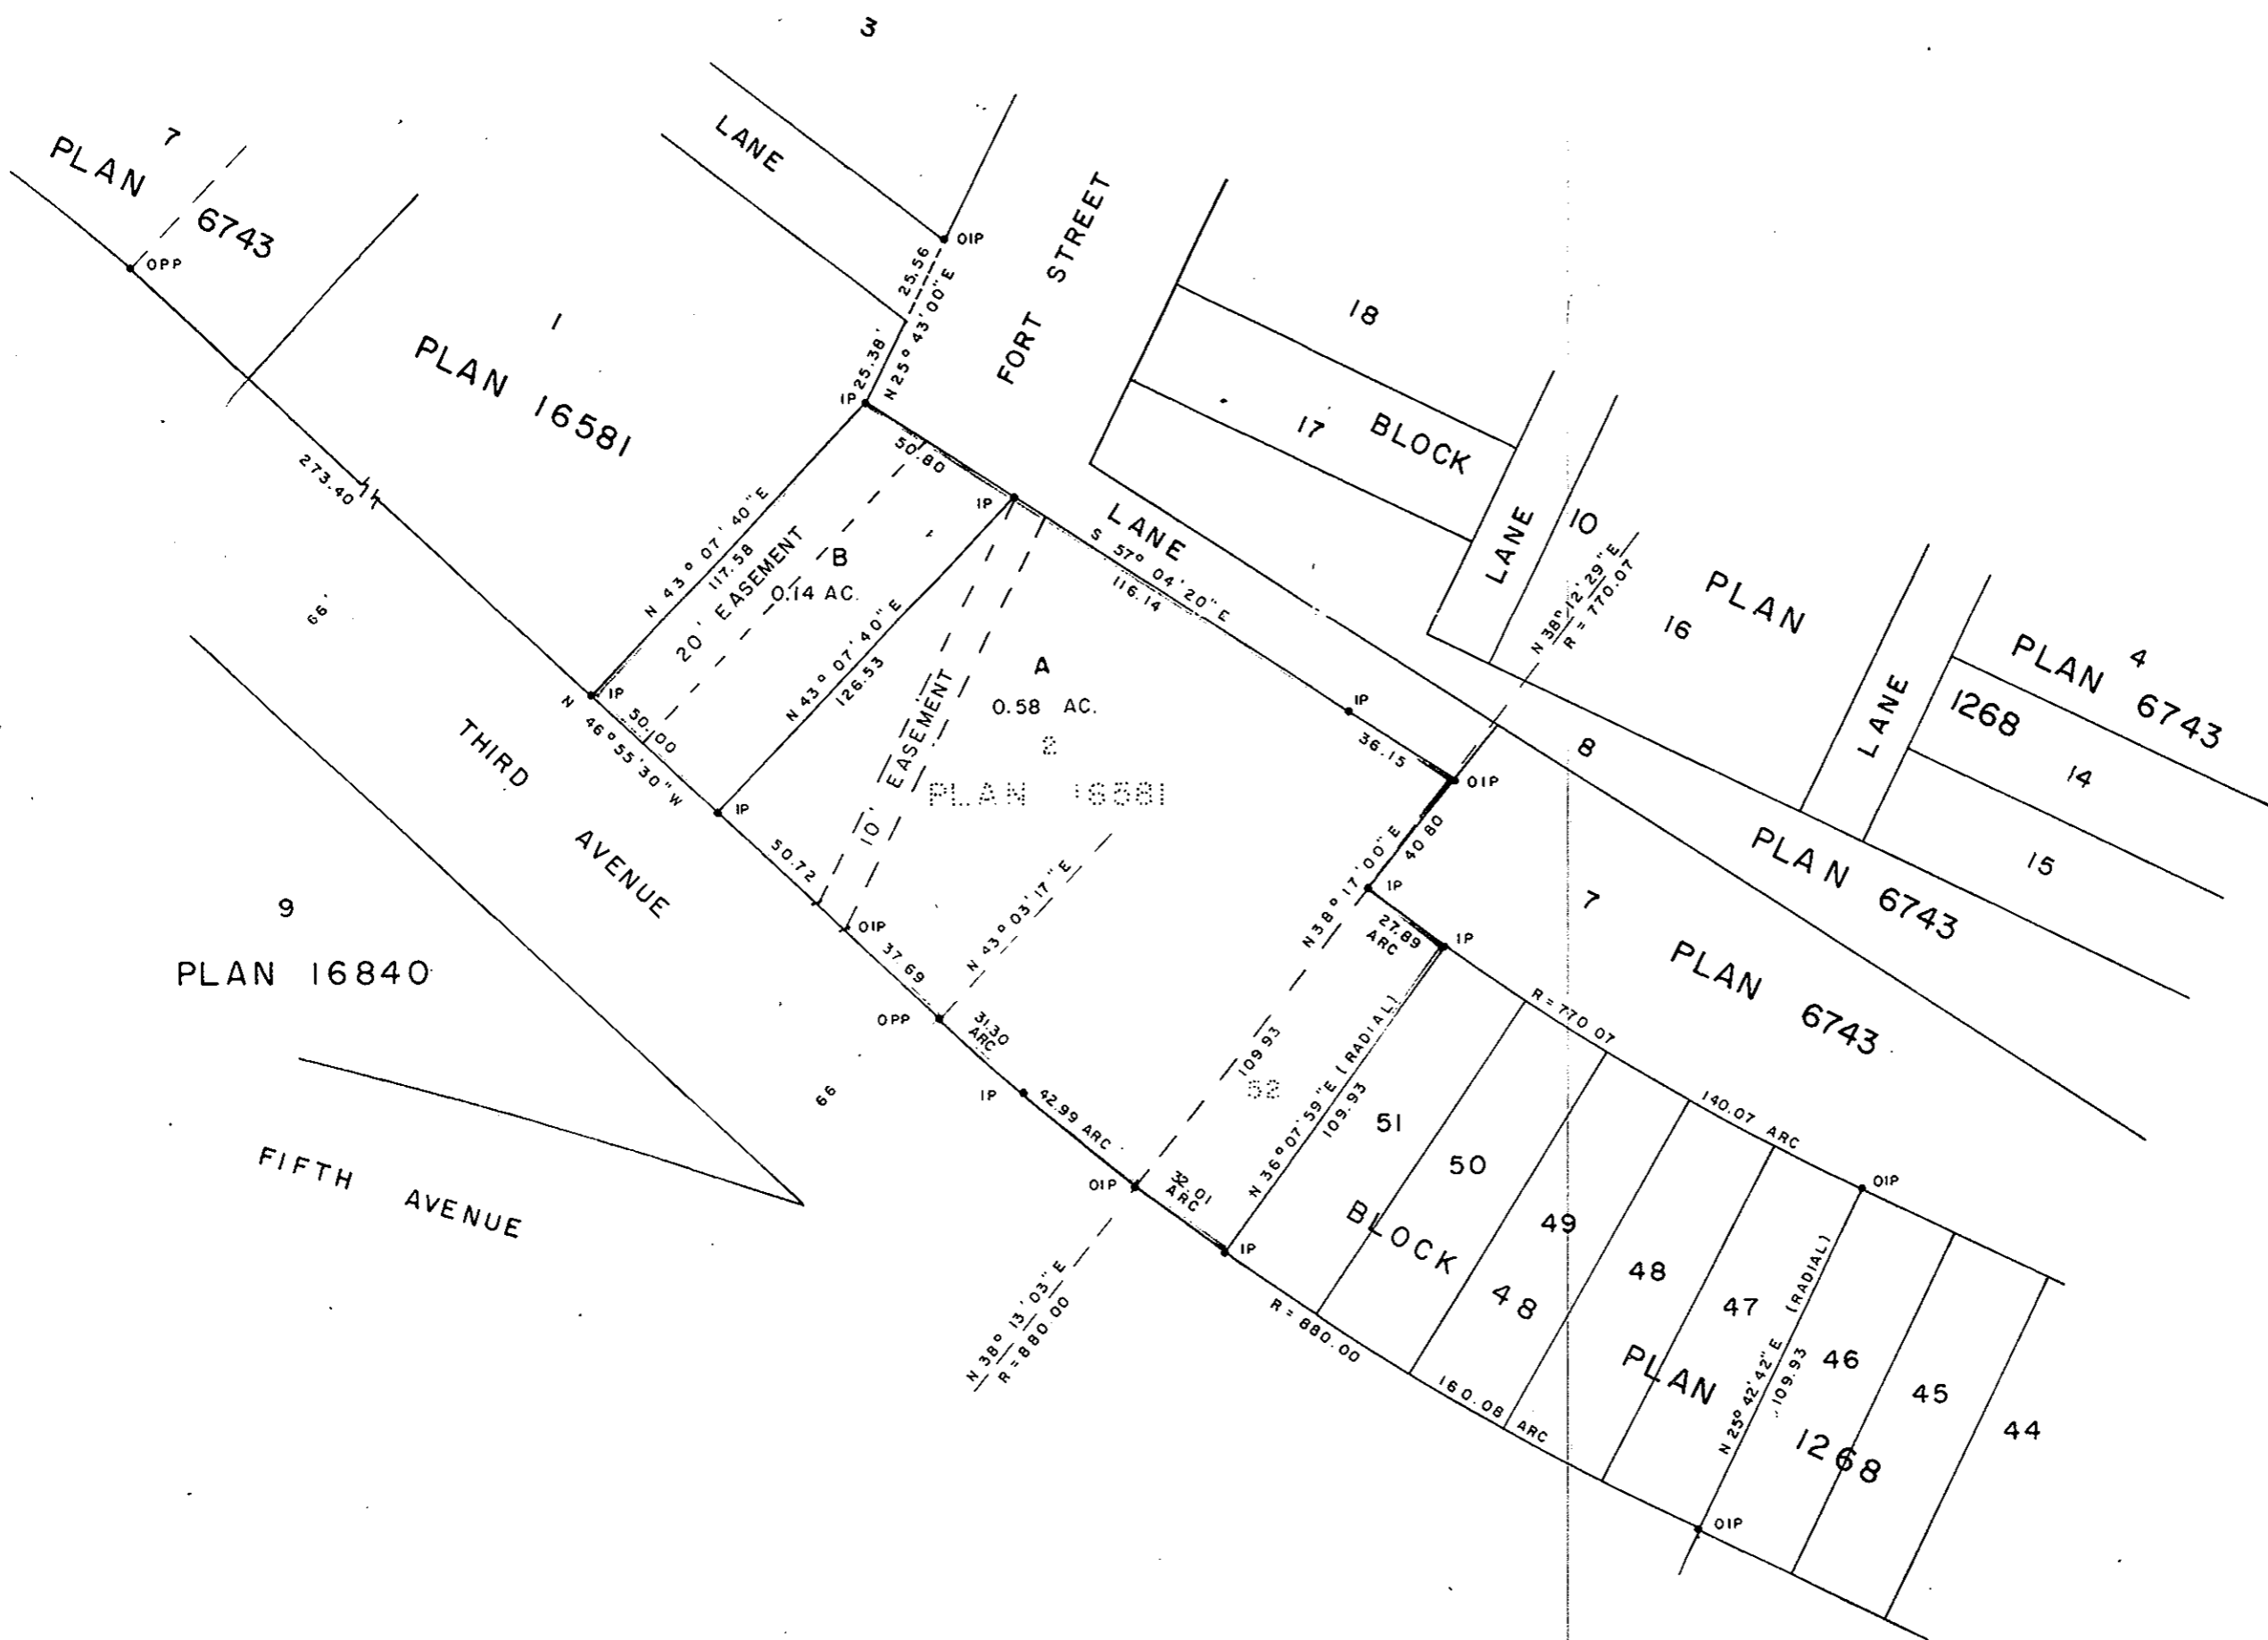 3
7
PLAN 6743
OPP
LANE
OIP
25.56
N 25° 43' 00" E
25.38'
IP
FORT STREET
18
17
BLOCK
LANE
10
PLAN
16
N 38° 12' 29" E
R = 770.07
LANE
4
PLAN 6743
1268
14
15
1
PLAN 16581
273.40
50.80
IP
N 43° 07' 40" E
117.58
20' EASEMENT
B
0.14 AC.
N 43° 07' 40" E
126.53
LANE
S 57° 04' 20" E
116.14
IP
36.15
OIP
8
PLAN 6743
A
0.58 AC.
2
PLAN 16581
10' EASEMENT
66'
IP
50.00
N 46° 55' 30" W
IP
THIRD AVENUE
50.72
OIP
37.69
N 43° 03' 17" E
OPP
31.30
ARC
IP
42.99 ARC
N 38° 17' 00" E
40.80
IP
27.89
ARC
IP
7
PLAN 6743
R = 770.07
140.07 ARC
OIP
9
PLAN 16840
66
FIFTH AVENUE
109.93
52
N 36° 07' 59" E (RADIAL)
109.93
OIP
32.01
ARC
IP
N 38° 13' 03" E
R = 880.00
51
50
49
48
47
46
45
44
BLOCK 48
PLAN 1268
N 25° 42' 42" E (RADIAL)
109.93
R = 880.00
160.08 ARC
OIP